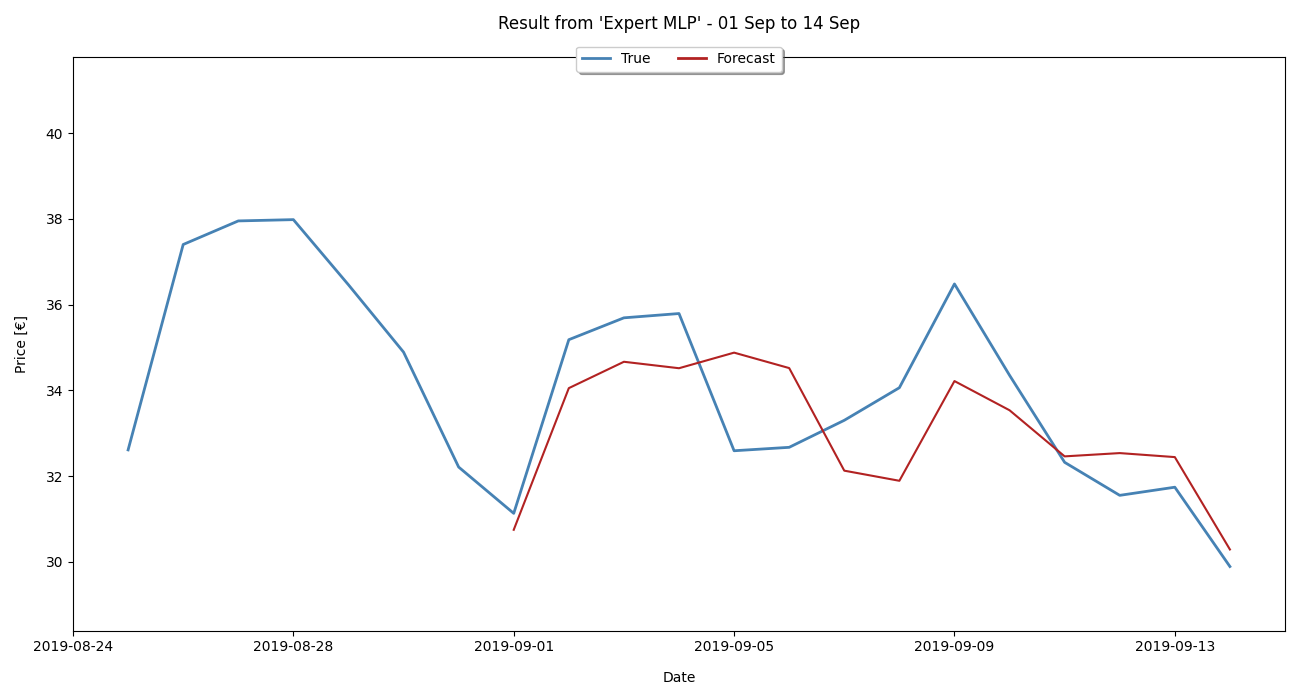 Result from 'Expert MLP' - 01 Sep to 14 Sep
True Forecast
Price [€]
40
38
36
34
32
30
2019-08-24 2019-08-28 2019-09-01 2019-09-05 2019-09-09 2019-09-13
Date